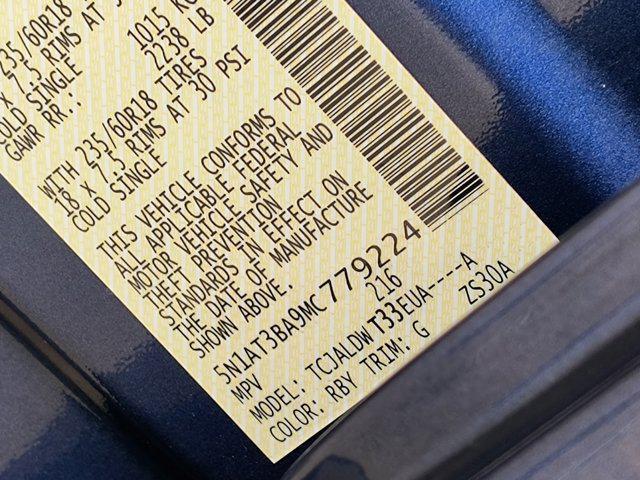 235/60R18
X 7.5 RIMS AT 3
COLD SINGLE
GAWR RR.: 1015 KG
2238 LB
WITH 235/60R18 TIRES
18 X 7.5 RIMS AT 30 PSI
COLD SINGLE
THIS VEHICLE CONFORMS TO
ALL APPLICABLE FEDERAL
MOTOR VEHICLE SAFETY AND
THEFT PREVENTION
STANDARDS IN EFFECT ON
THE DATE OF MANUFACTURE
SHOWN ABOVE.
5N1AT3BA9MC779224
MPV 216
MODEL: TCJALDWT33EUA----A
COLOR: RBY TRIM: G ZS30A